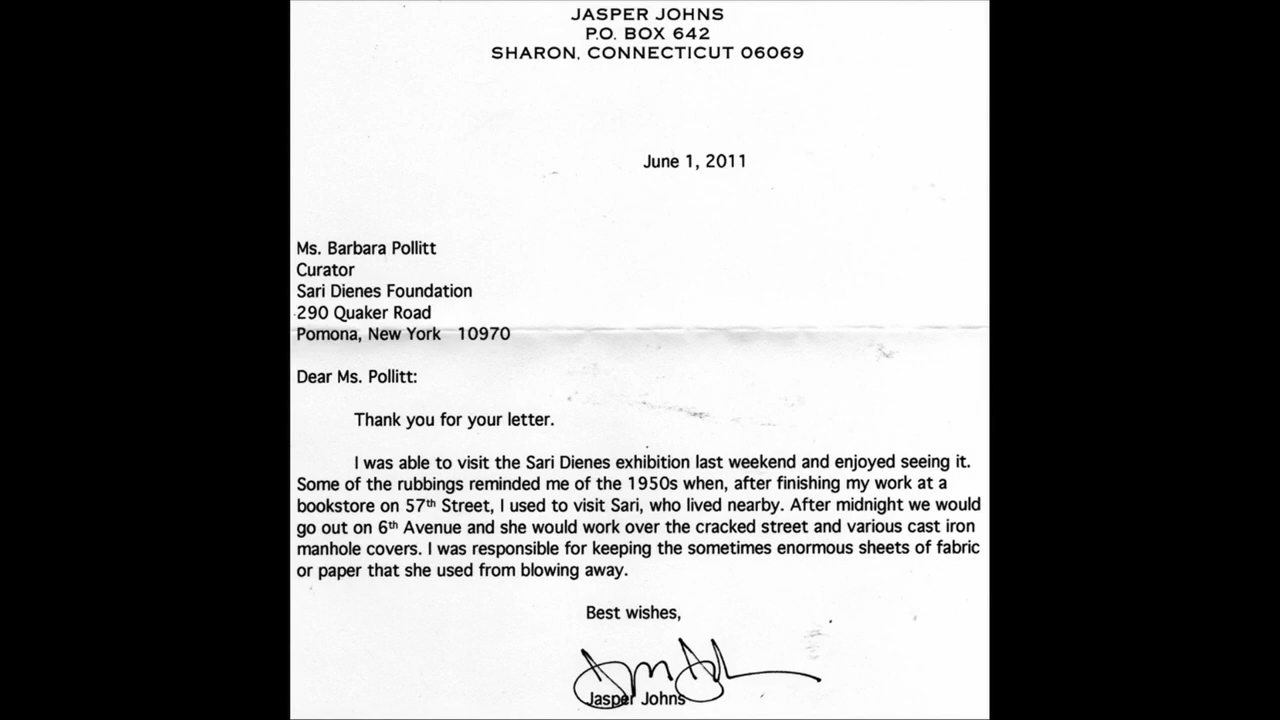 JASPER JOHNS
P.O. BOX 642
SHARON, CONNECTICUT 06069
June 1, 2011
Ms. Barbara Pollitt
Curator
Sari Dienes Foundation
290 Quaker Road
Pomona, New York 10970
Dear Ms. Pollitt:
Thank you for your letter.
I was able to visit the Sari Dienes exhibition last weekend and enjoyed seeing it.
Some of the rubbings reminded me of the 1950s when, after finishing my work at a
bookstore on 57th Street, I used to visit Sari, who lived nearby. After midnight we would
go out on 6th Avenue and she would work over the cracked street and various cast iron
manhole covers. I was responsible for keeping the sometimes enormous sheets of fabric
or paper that she used from blowing away.
Best wishes,
Jasper Johns